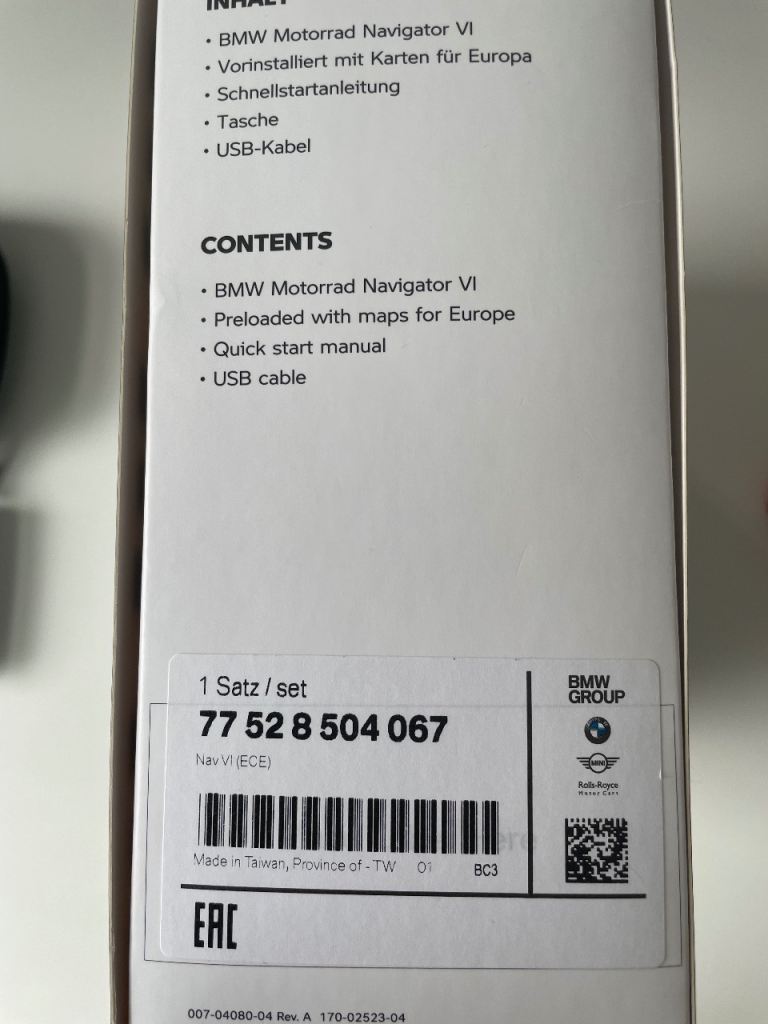 INHALT
• BMW Motorrad Navigator VI
• Vorinstalliert mit Karten für Europa
• Schnellstartanleitung
• Tasche
• USB-Kabel
CONTENTS
• BMW Motorrad Navigator VI
• Preloaded with maps for Europe
• Quick start manual
• USB cable
1 Satz / set
77 52 8 504 067
Nav VI (ECE)
Made in Taiwan, Province of - TW 01 BC3
BMW
GROUP
MINI
Rolls-Royce
Motor Cars
EAC
007-04080-04 Rev. A 170-02523-04